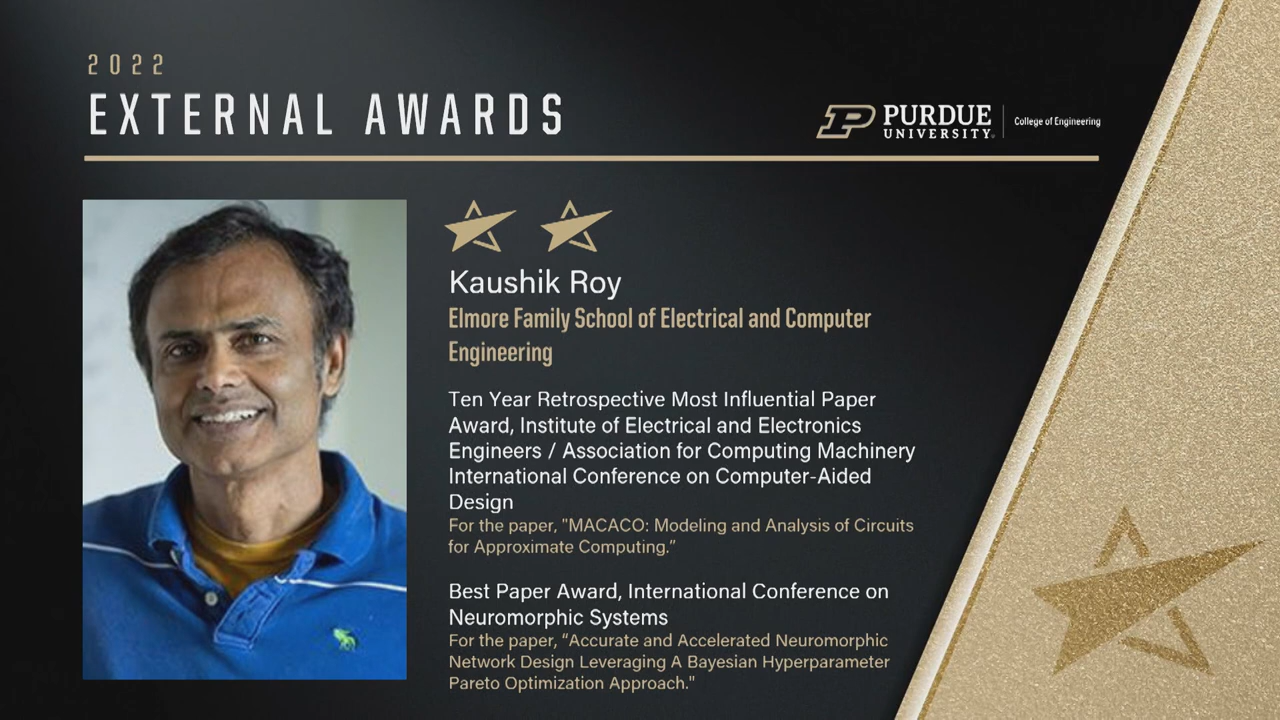 2022
EXTERNAL AWARDS
PURDUE
UNIVERSITY®
College of Engineering
Kaushik Roy
Elmore Family School of Electrical and Computer
Engineering
Ten Year Retrospective Most Influential Paper
Award, Institute of Electrical and Electronics
Engineers / Association for Computing Machinery
International Conference on Computer-Aided
Design
For the paper, "MACACO: Modeling and Analysis of Circuits
for Approximate Computing.”
Best Paper Award, International Conference on
Neuromorphic Systems
For the paper, “Accurate and Accelerated Neuromorphic
Network Design Leveraging A Bayesian Hyperparameter
Pareto Optimization Approach."